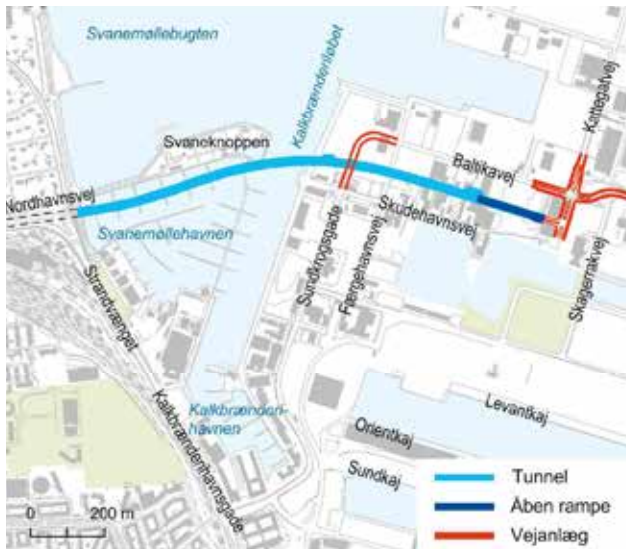 Svanemøllebugten
Kalkbrænderiløbet
Kattegatvej
Svaneknoppen
Baltikavej
Nordhavnsvej
Svanemøllehavnen
Skudehavnsvej
Sundkrogsgade
Færgehavnsvej
Skagerrakvej
Strandvænget
Kalkbrænderi-
havnen
Kalkbrænderihavnsgade
Levantkaj
Orientkaj
Sundkaj
Tunnel
Åben rampe
Vejanlæg
0 200 m